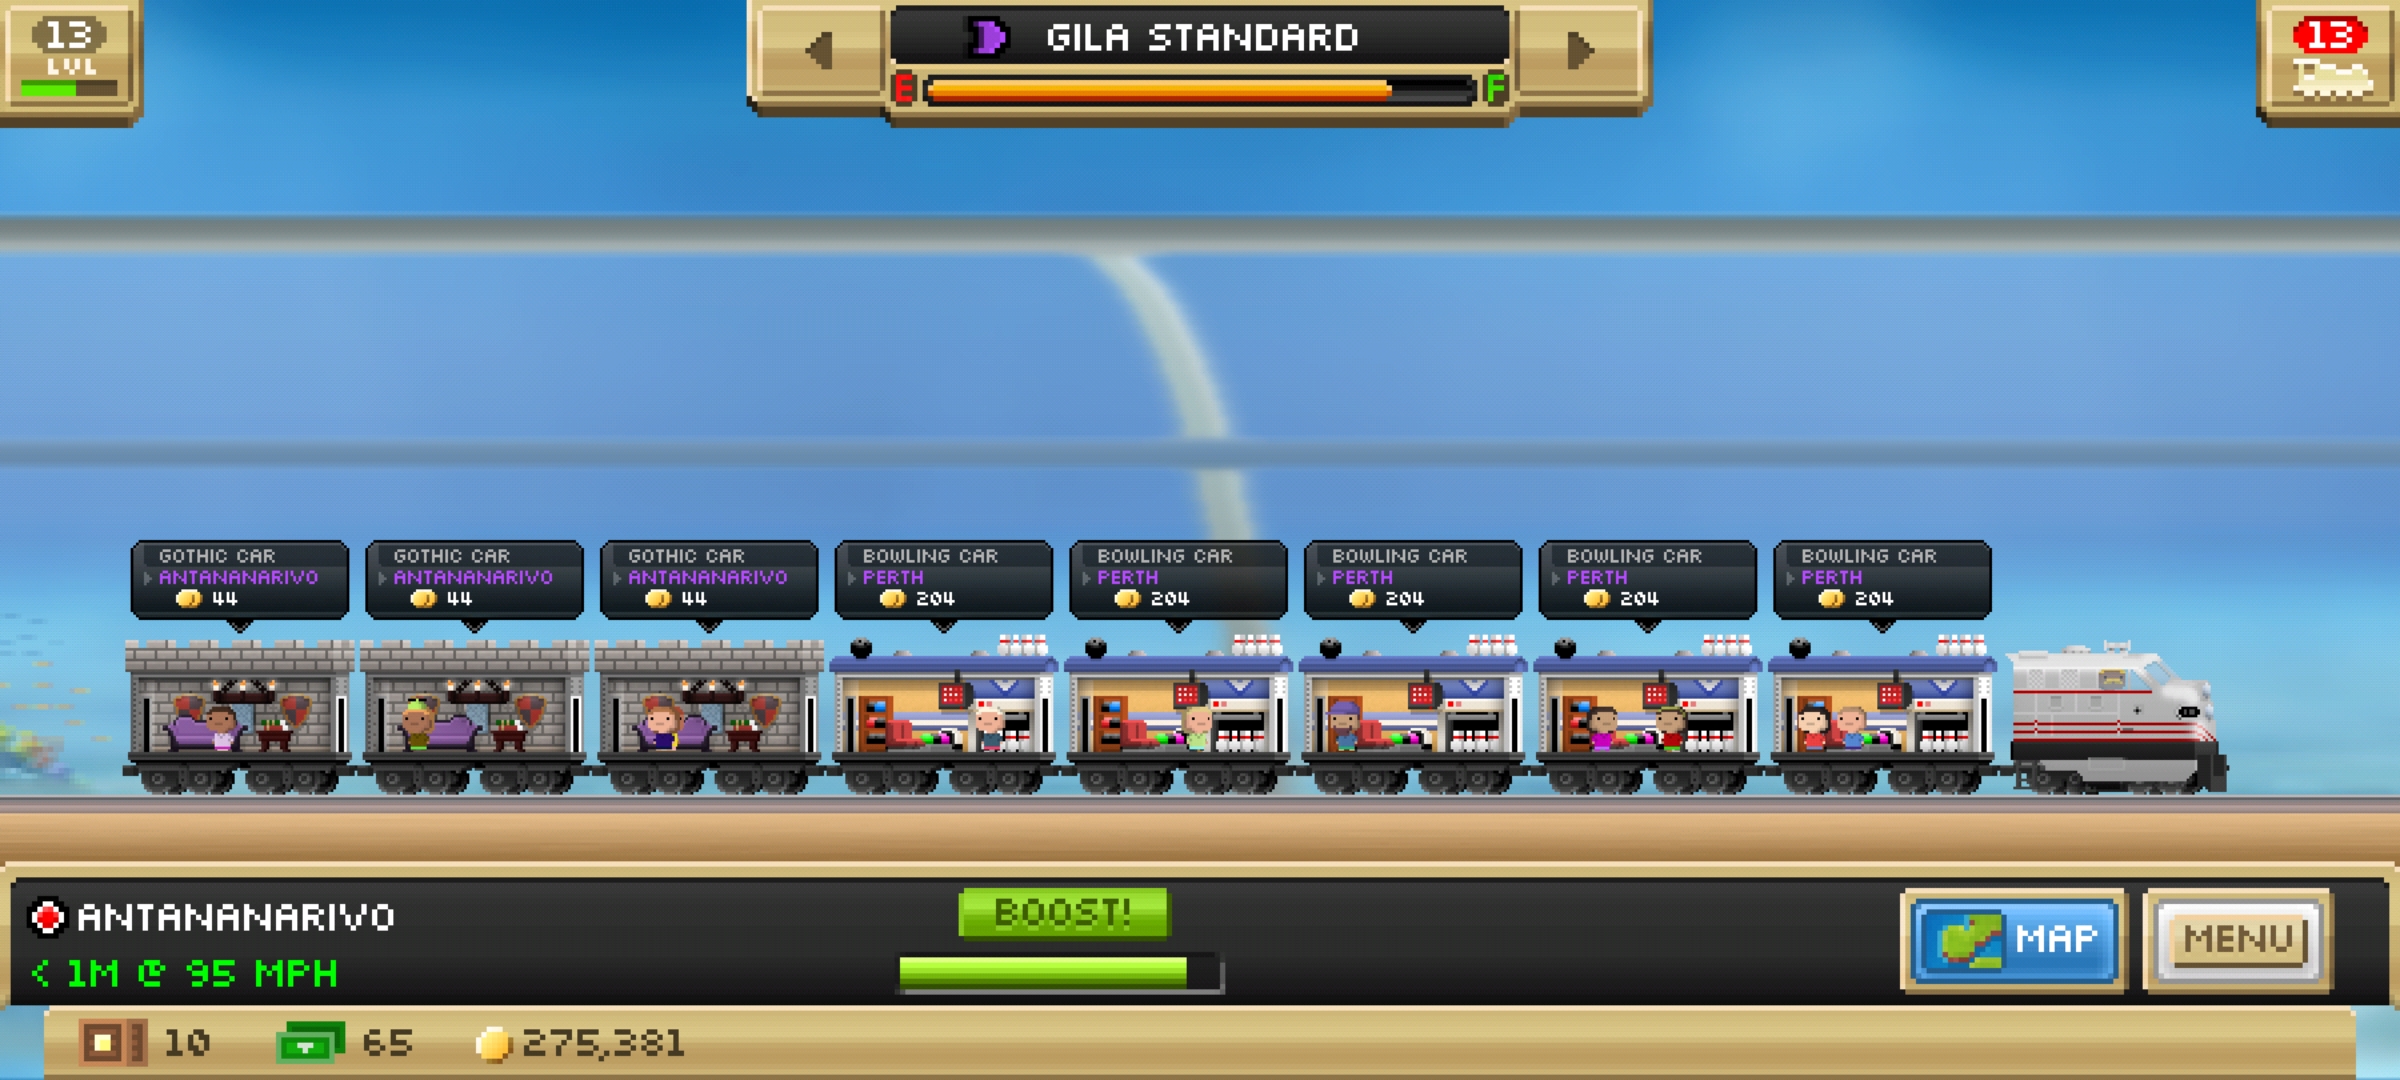 13
LVL
GILA STANDARD
E
F
13
GOTHIC CAR
ANTANANARIVO
44
GOTHIC CAR
ANTANANARIVO
44
GOTHIC CAR
ANTANANARIVO
44
BOWLING CAR
PERTH
204
BOWLING CAR
PERTH
204
BOWLING CAR
PERTH
204
BOWLING CAR
PERTH
204
BOWLING CAR
PERTH
204
ANTANANARIVO
< 1M @ 95 MPH
BOOST!
MAP
MENU
10
65
275,381